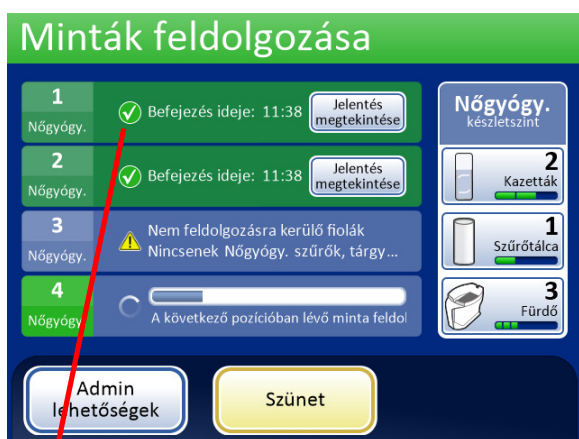 Minták feldolgozása
1
Nőgyógy.
Befejezés ideje: 11:38
Jelentés
megtekintése
2
Nőgyógy.
Befejezés ideje: 11:38
Jelentés
megtekintése
3
Nőgyógy.
Nem feldolgozásra kerülő fiolák
Nincsenek Nőgyógy. szűrők, tárgy...
4
Nőgyógy
A következő pozícióban lévő minta feldol
Nőgyógy.
készletszint
2
Kazetták
1
Szűrőtálca
3
Fürdő
Admin
lehetőségek
Szünet